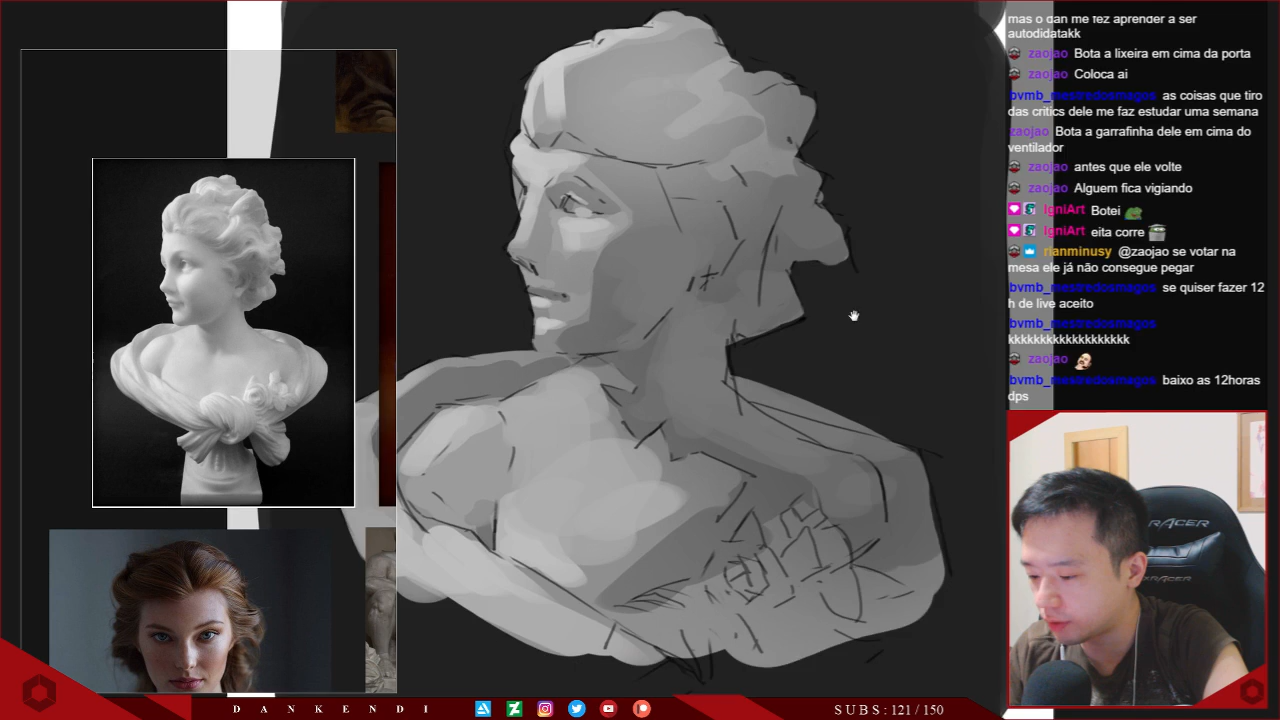 mas o dan me fez aprender a ser
autodidatakk
zaojao Bota a lixeira em cima da porta
zaojao Coloca ai
bvmb_mestredosmagos as coisas que tiro
das critics dele me faz estudar uma semana
zaojao Bota a garrafinha dele em cima do
ventilador
zaojao antes que ele volte
zaojao Alguem fica vigiando
IgniArt Botei
IgniArt eita corre
rianminusy @zaojao se votar na
mesa ele já não consegue pegar
bvmb_mestredosmagos se quiser fazer 12
h de live aceito
bvmb_mestredosmagos
kkkkkkkkkkkkkkkkkkk
zaojao
bvmb_mestredosmagos baixo as 12horas
dps
DANKENDI
SUBS: 121 / 150